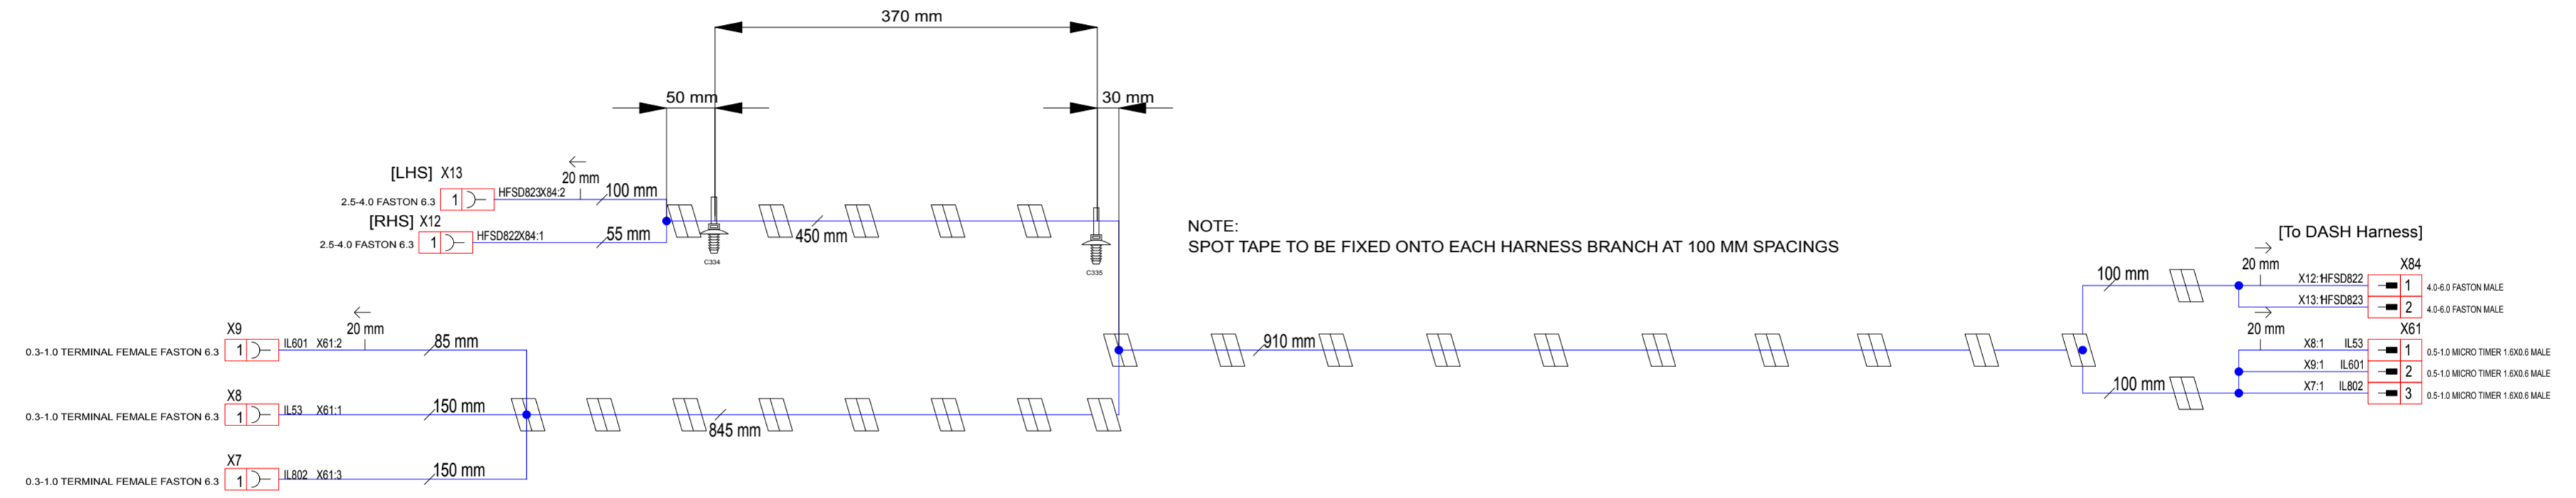 370 mm
50 mm
30 mm
[LHS] X13
20 mm
2.5-4.0 FASTON 6.3 1 HFSD823 X84:2 100 mm
[RHS] X12
2.5-4.0 FASTON 6.3 1 HFSD822 X84:1 55 mm
450 mm
C334
C335
NOTE:
SPOT TAPE TO BE FIXED ONTO EACH HARNESS BRANCH AT 100 MM SPACINGS
[To DASH Harness]
X84
100 mm
20 mm
X12:1 HFSD822 1 4.0-6.0 FASTON MALE
X13:1 HFSD823 2 4.0-6.0 FASTON MALE
X9
20 mm
0.3-1.0 TERMINAL FEMALE FASTON 6.3 1 IL601 X61:2 85 mm
910 mm
20 mm
X61
X8:1 IL53 1 0.5-1.0 MICRO TIMER 1.6X0.6 MALE
X9:1 IL601 2 0.5-1.0 MICRO TIMER 1.6X0.6 MALE
100 mm
X7:1 IL802 3 0.5-1.0 MICRO TIMER 1.6X0.6 MALE
X8
0.3-1.0 TERMINAL FEMALE FASTON 6.3 1 IL53 X61:1 150 mm
845 mm
X7
0.3-1.0 TERMINAL FEMALE FASTON 6.3 1 IL802 X61:3 150 mm